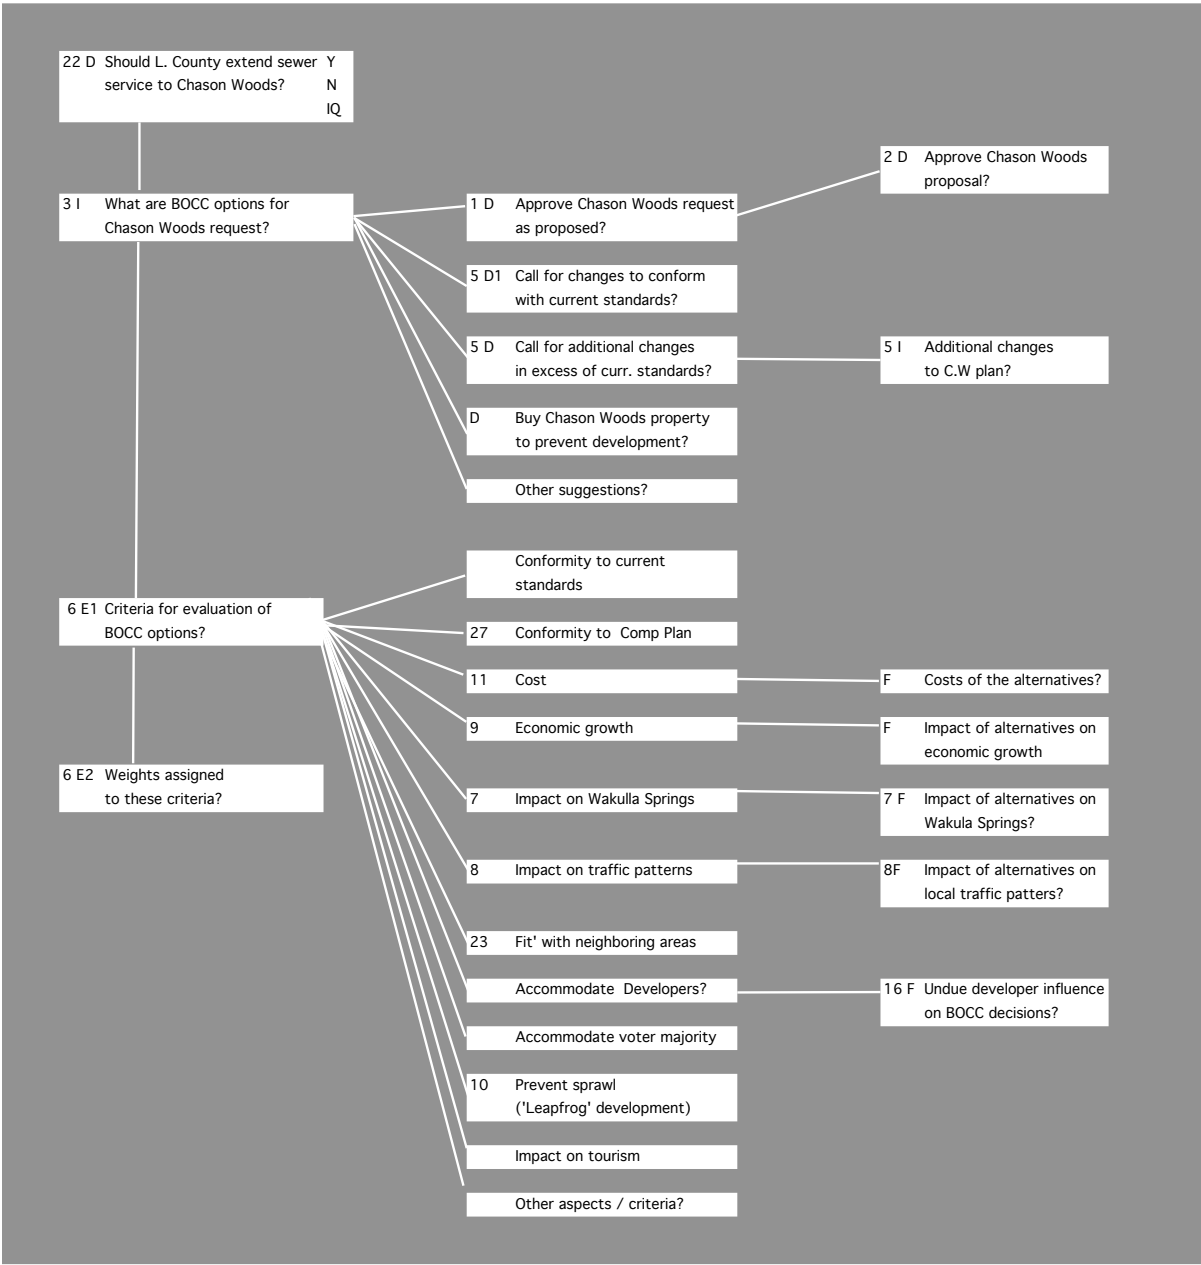 22 D Should L. County extend sewer Y
service to Chason Woods? N
IQ
3 I What are BOCC options for
Chason Woods request?
1 D Approve Chason Woods request
as proposed?
2 D Approve Chason Woods
proposal?
5 D1 Call for changes to conform
with current standards?
5 D Call for additional changes
in excess of curr. standards?
5 I Additional changes
to C.W plan?
D Buy Chason Woods property
to prevent development?
Other suggestions?
6 E1 Criteria for evaluation of
BOCC options?
Conformity to current
standards
27 Conformity to Comp Plan
11 Cost
F Costs of the alternatives?
9 Economic growth
F Impact of alternatives on
economic growth
6 E2 Weights assigned
to these criteria?
7 Impact on Wakulla Springs
7 F Impact of alternatives on
Wakula Springs?
8 Impact on traffic patterns
8F Impact of alternatives on
local traffic patters?
23 Fit' with neighboring areas
Accommodate Developers?
16 F Undue developer influence
on BOCC decisions?
Accommodate voter majority
10 Prevent sprawl
('Leapfrog' development)
Impact on tourism
Other aspects / criteria?